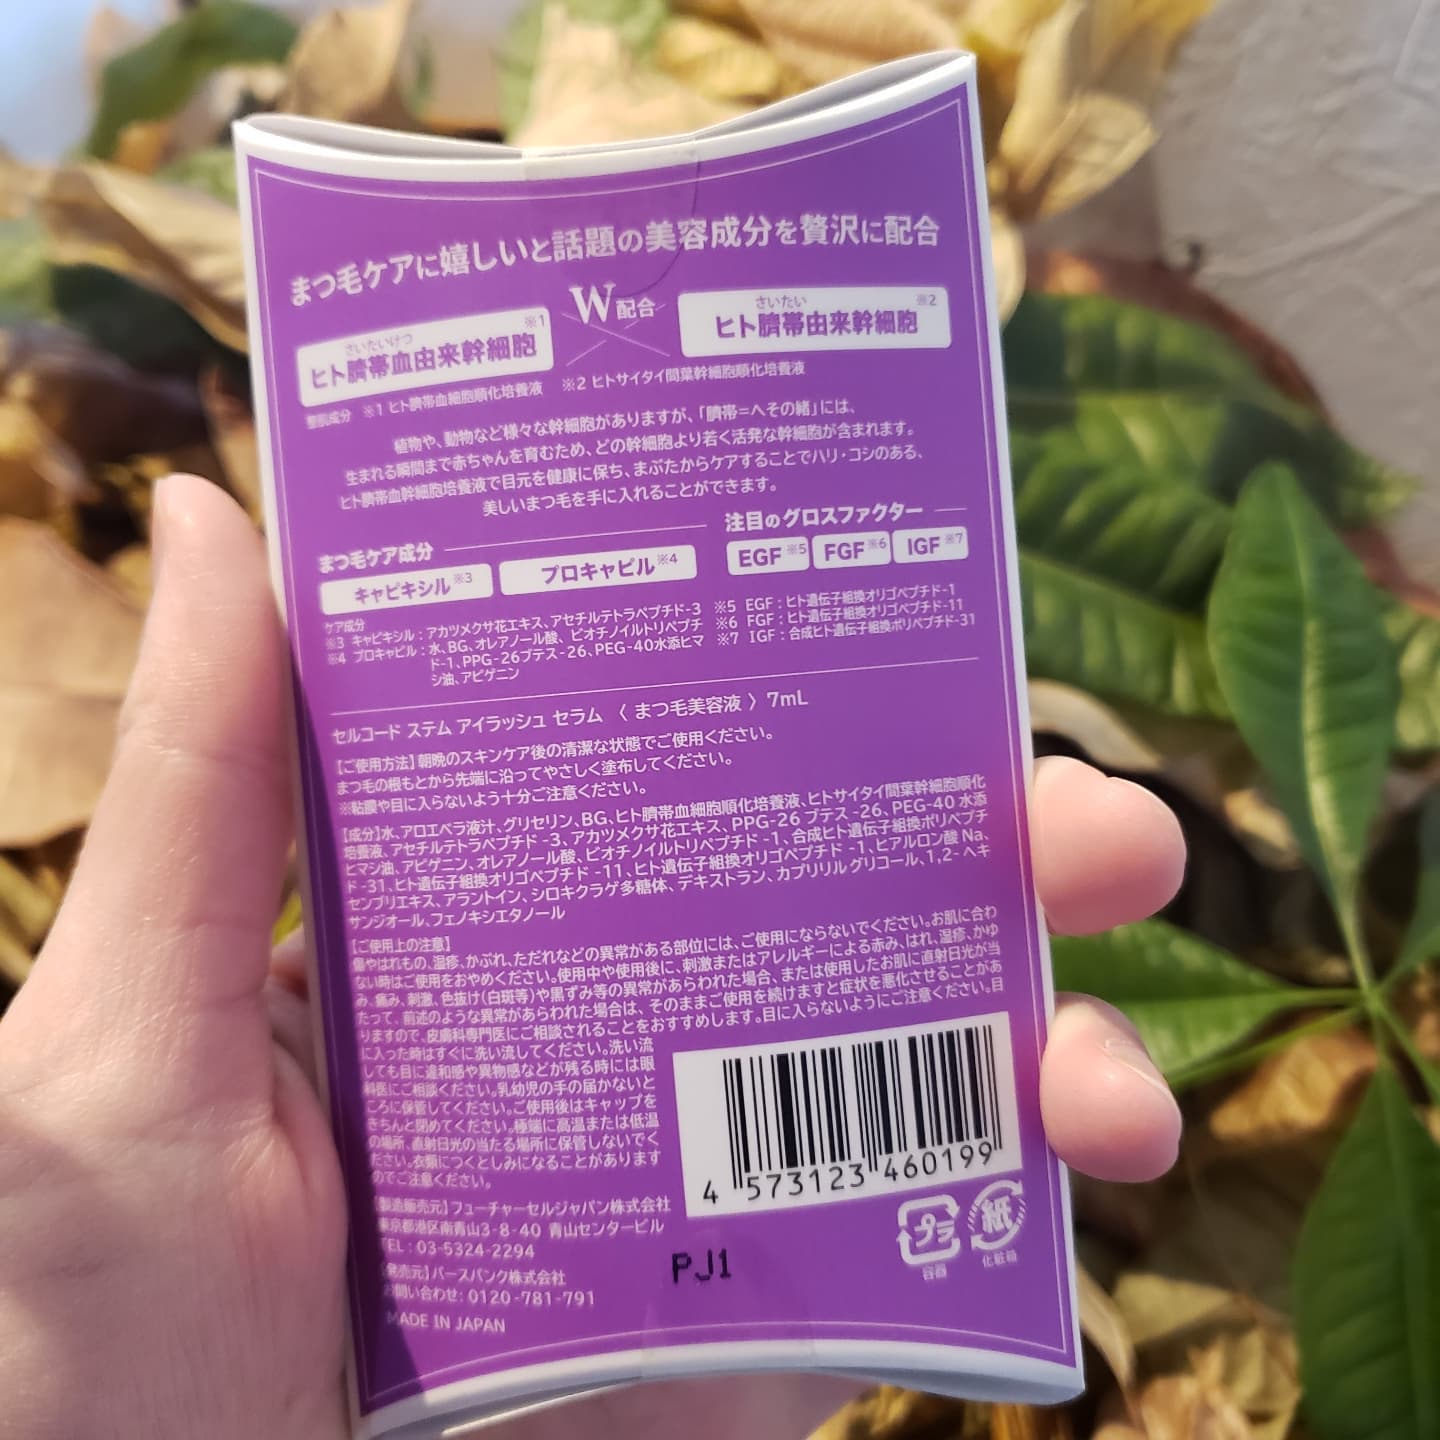 まつ毛ケアに嬉しいと話題の美容成分を贅沢に配合
さいたいけつ
ヒト臍帯血由来幹細胞※1
W配合
さいたい
ヒト臍帯由来幹細胞※2
整肌成分 ※1 ヒト臍帯血細胞順化培養液 ※2 ヒトサイタイ間葉幹細胞順化培養液
植物や、動物など様々な幹細胞がありますが、「臍帯=へその緒」には、
生まれる瞬間まで赤ちゃんを育むため、どの幹細胞より若く活発な幹細胞が含まれます。
ヒト臍帯血幹細胞培養液で目元を健康に保ち、まぶたからケアすることでハリ・コシのある、
美しいまつ毛を手に入れることができます。
まつ毛ケア成分
キャピキシル※3
プロキャピル※4
注目のグロスファクター
EGF※5
FGF※6
IGF※7
ケア成分
※3 キャピキシル:アカツメクサ花エキス、アセチルテトラペプチド-3
※4 プロキャピル:水、BG、オレアノール酸、ビオチノイルトリペプチ
ド-1、PPG-26ブテス-26、PEG-40水添ヒマ
シ油、アピゲニン
※5 EGF:ヒト遺伝子組換オリゴペプチド-1
※6 FGF:ヒト遺伝子組換オリゴペプチド-11
※7 IGF:合成ヒト遺伝子組換ポリペプチド-31
セルコード ステム アイラッシュ セラム 〈 まつ毛美容液 〉 7mL
【ご使用方法】朝晩のスキンケア後の清潔な状態でご使用ください。
まつ毛の根もとから先端に沿ってやさしく塗布してください。
※粘膜や目に入らないよう十分ご注意ください。
【成分】水、アロエベラ液汁、グリセリン、BG、ヒト臍帯血細胞順化培養液、ヒトサイタイ間葉幹細胞順化
培養液、アセチルテトラペプチド-3、アカツメクサ花エキス、PPG-26 ブテス-26、PEG-40 水添
ヒマシ油、アピゲニン、オレアノール酸、ビオチノイルトリペプチド-1、合成ヒト遺伝子組換ポリペプチ
ド-31、ヒト遺伝子組換オリゴペプチド-11、ヒト遺伝子組換オリゴペプチド-1、ヒアルロン酸 Na、
センブリエキス、アラントイン、シロキクラゲ多糖体、デキストラン、カプリリルグリコール、1,2-ヘキ
サンジオール、フェノキシエタノール
【ご使用上の注意】
傷やはれもの、湿疹、かぶれ、ただれなどの異常がある部位には、ご使用にならないでください。お肌に合わ
ない時はご使用をおやめください。使用中や使用後に、刺激またはアレルギーによる赤み、はれ、湿疹、かゆ
み、痛み、刺激、色抜け(白斑等)や黒ずみ等の異常があらわれた場合、または使用したお肌に直射日光が当
たって、前述のような異常があらわれた場合は、そのままご使用を続けますと症状を悪化させることがあ
りますので、皮膚科専門医にご相談されることをおすすめします。目に入らないようにご注意ください。目
に入った時はすぐに洗い流してください。洗い流
しても目に違和感や異物感などが残る時には眼
科医にご相談ください。乳幼児の手の届かないと
ころに保管してください。ご使用後はキャップを
きちんと閉めてください。極端に高温または低温
の場所、直射日光の当たる場所に保管しないでく
ださい。衣類につくとしみになることがあります
のでご注意ください。
【製造販売元】フューチャーセルジャパン株式会社
東京都港区南青山3-8-40 青山センタービル
TEL:03-5324-2294
【発売元】バースバンク株式会社
お問い合わせ:0120-781-791
MADE IN JAPAN
4 573123 460199
プラ
容器
紙
化粧箱
PJ1